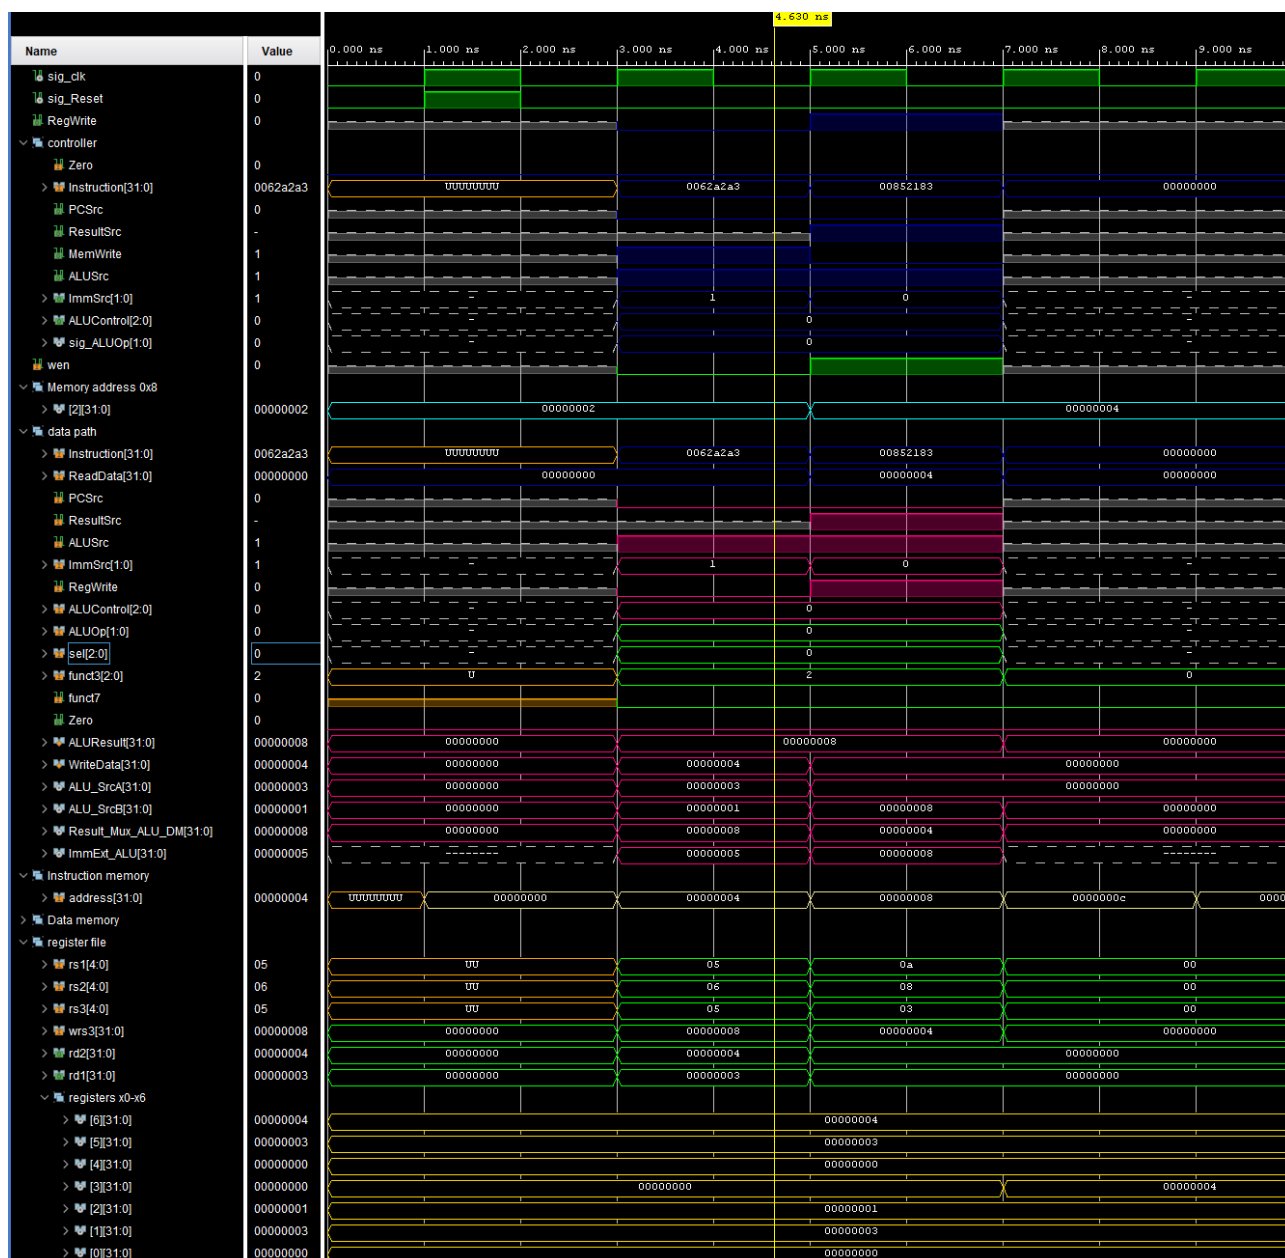 4.630 ns
Name Value 0.000 ns 1.000 ns 2.000 ns 3.000 ns 4.000 ns 5.000 ns 6.000 ns 7.000 ns 8.000 ns 9.000 ns
sig_clk 0
sig_Reset 0
RegWrite 0
controller
Zero 0
Instruction[31:0] 0062a2a3 UUUUUUUU 0062a2a3 00852183 00000000
PCSrc 0
ResultSrc -
MemWrite 1
ALUSrc 1
ImmSrc[1:0] 1 - 1 0 -
ALUControl[2:0] 0 - 0 -
sig_ALUOp[1:0] 0 - 0 -
wen 0
Memory address 0x8
[2][31:0] 00000002 00000002 00000004
data path
Instruction[31:0] 0062a2a3 UUUUUUUU 0062a2a3 00852183 00000000
ReadData[31:0] 00000000 00000000 00000004 00000000
PCSrc 0
ResultSrc -
ALUSrc 1
ImmSrc[1:0] 1 - 1 0 -
RegWrite 0
ALUControl[2:0] 0 - 0 -
ALUOp[1:0] 0 - 0 -
sel[2:0] 0 - 0 -
funct3[2:0] 2 U 2 0
funct7 0
Zero 0
ALUResult[31:0] 00000008 00000000 00000008 00000000
WriteData[31:0] 00000004 00000000 00000004 00000000
ALU_SrcA[31:0] 00000003 00000000 00000003 00000000
ALU_SrcB[31:0] 00000001 00000000 00000001 00000008 00000000
Result_Mux_ALU_DM[31:0] 00000008 00000000 00000008 00000004 00000000
ImmExt_ALU[31:0] 00000005 -------- 00000005 00000008 --------
Instruction memory
address[31:0] 00000004 UUUUUUUU 00000000 00000004 00000008 0000000c 0000
Data memory
register file
rs1[4:0] 05 UU 05 0a 00
rs2[4:0] 06 UU 06 08 00
rs3[4:0] 05 UU 05 03 00
wrs3[31:0] 00000008 00000000 00000008 00000004 00000000
rd2[31:0] 00000004 00000000 00000004 00000000
rd1[31:0] 00000003 00000000 00000003 00000000
registers x0-x6
[6][31:0] 00000004 00000004
[5][31:0] 00000003 00000003
[4][31:0] 00000000 00000000
[3][31:0] 00000000 00000000 00000004
[2][31:0] 00000001 00000001
[1][31:0] 00000003 00000003
[0][31:0] 00000000 00000000